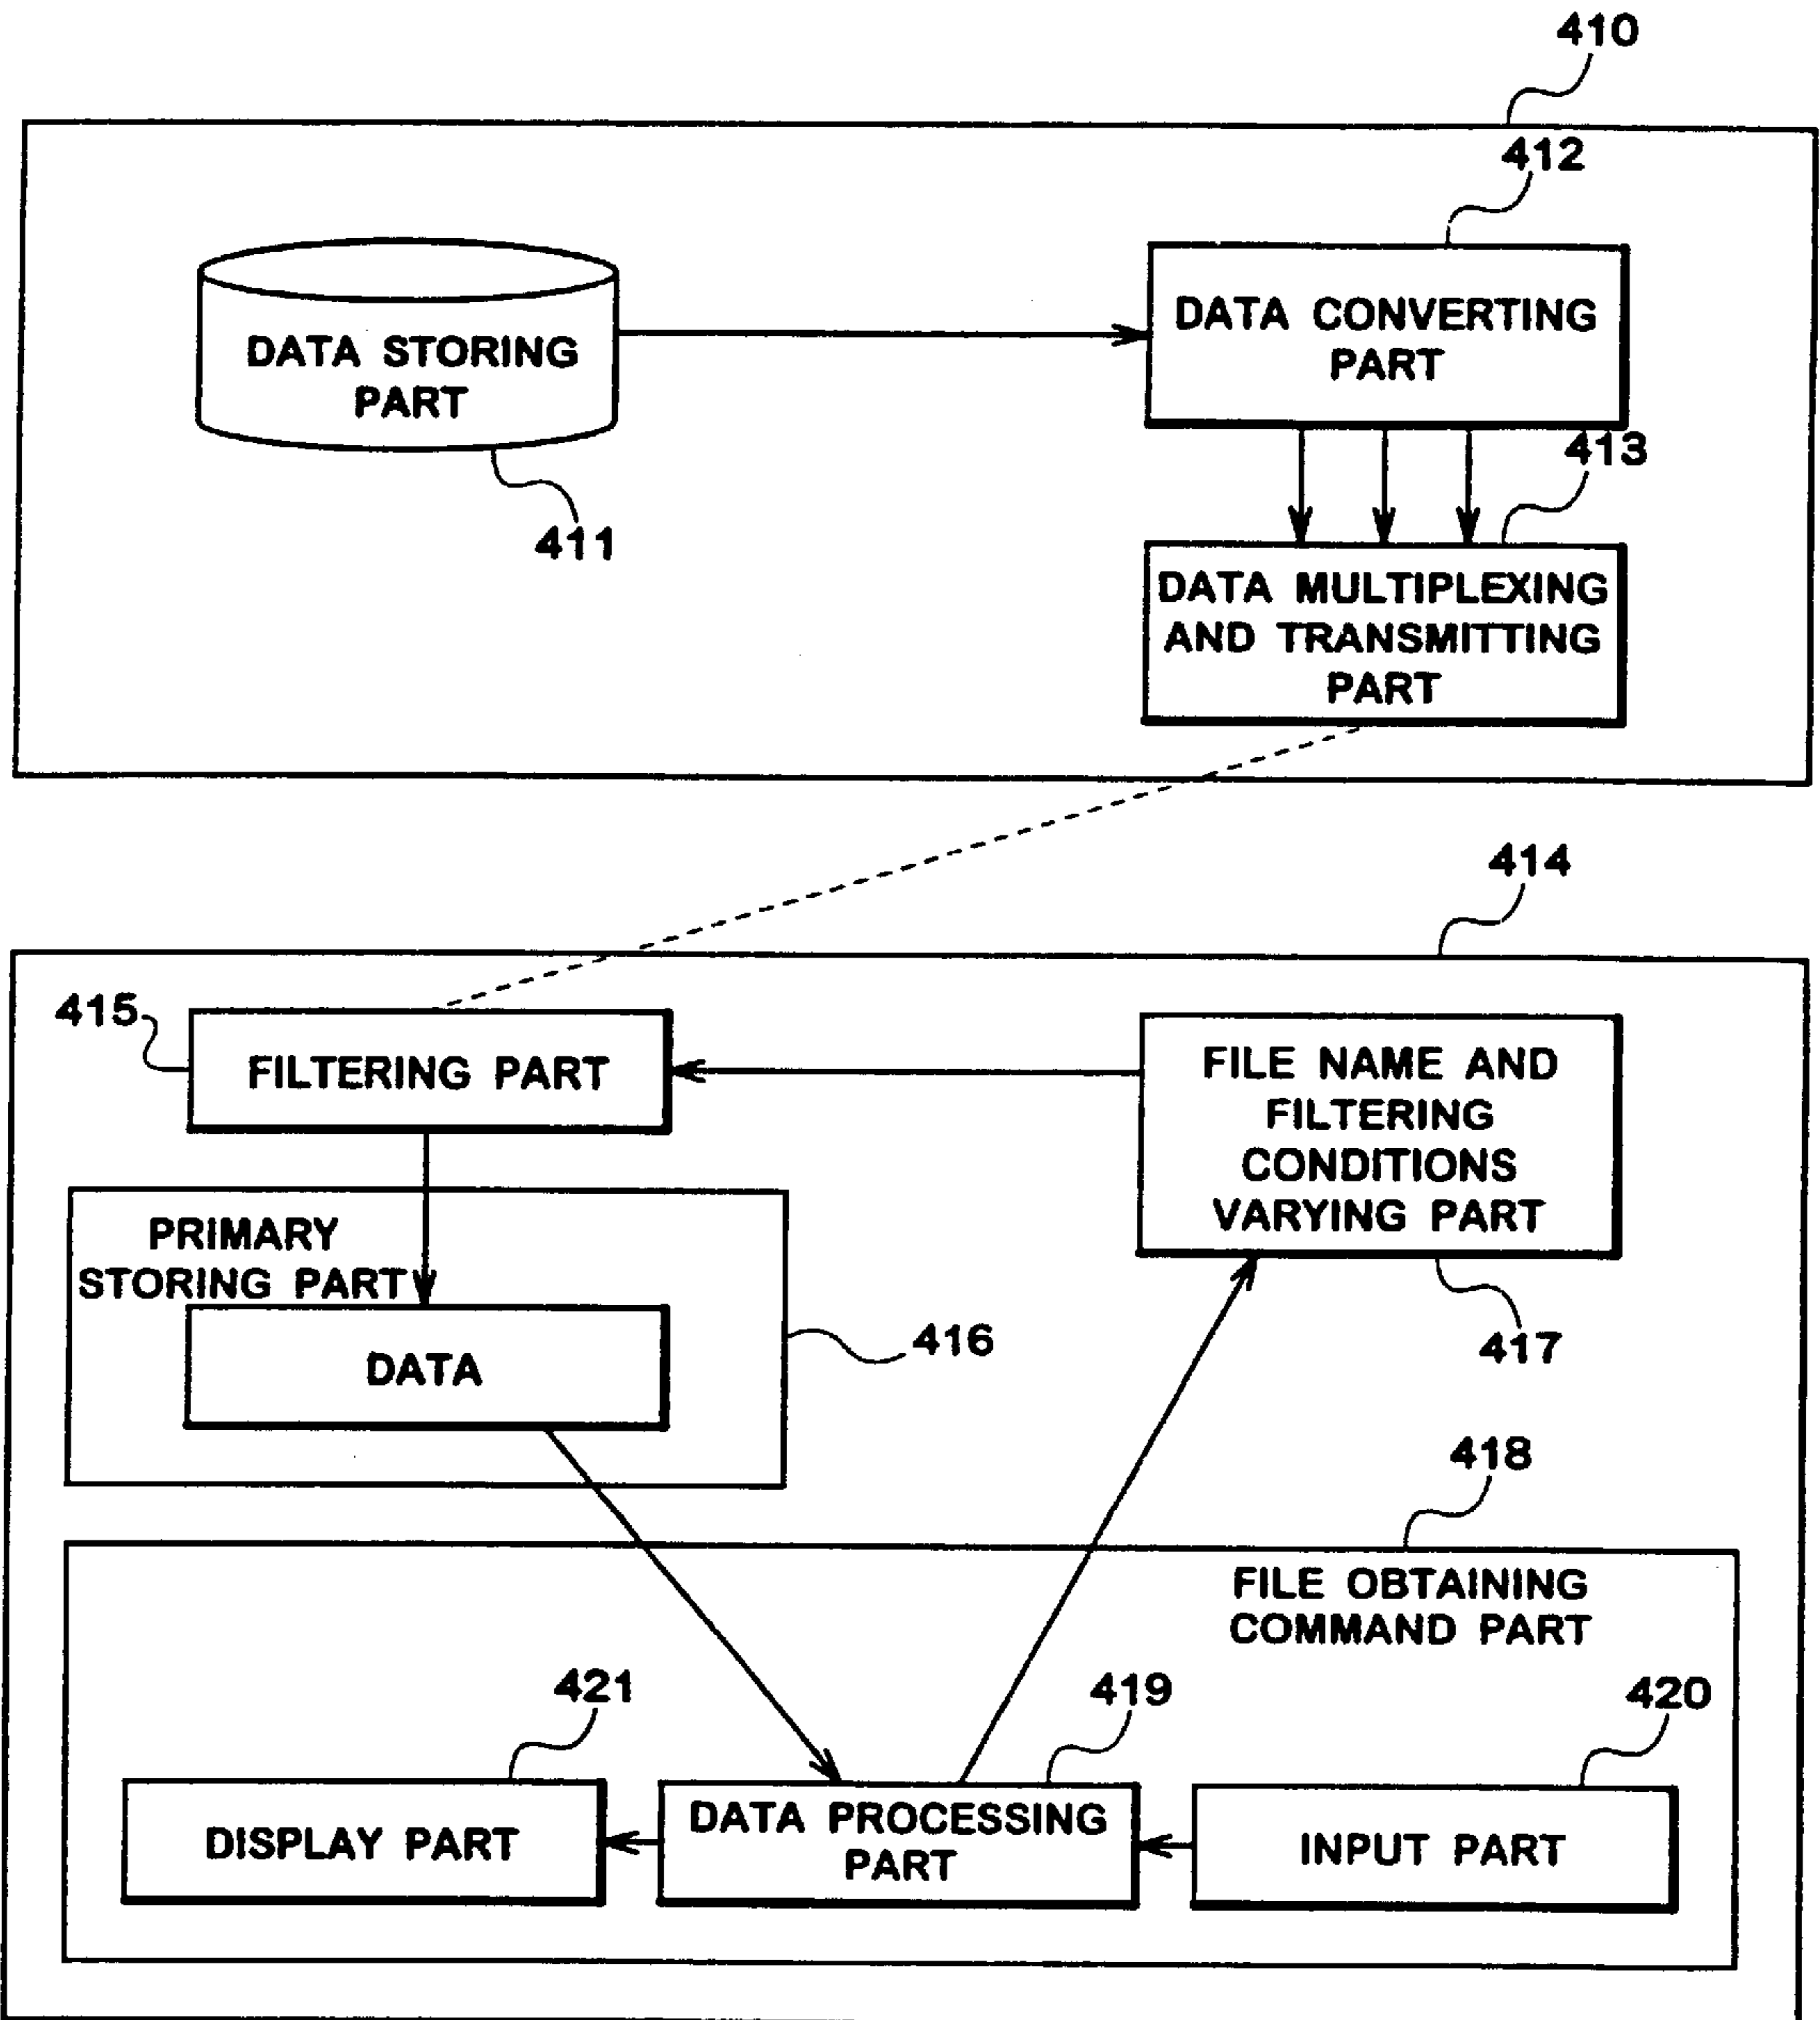 410
412
DATA STORING
PART
411
DATA CONVERTING
PART
413
DATA MULTIPLEXING
AND TRANSMITTING
PART
414
415
FILTERING PART
FILE NAME AND
FILTERING
CONDITIONS
VARYING PART
417
PRIMARY
STORING PART
DATA
416
418
FILE OBTAINING
COMMAND PART
421
419
420
DISPLAY PART
DATA PROCESSING
PART
INPUT PART